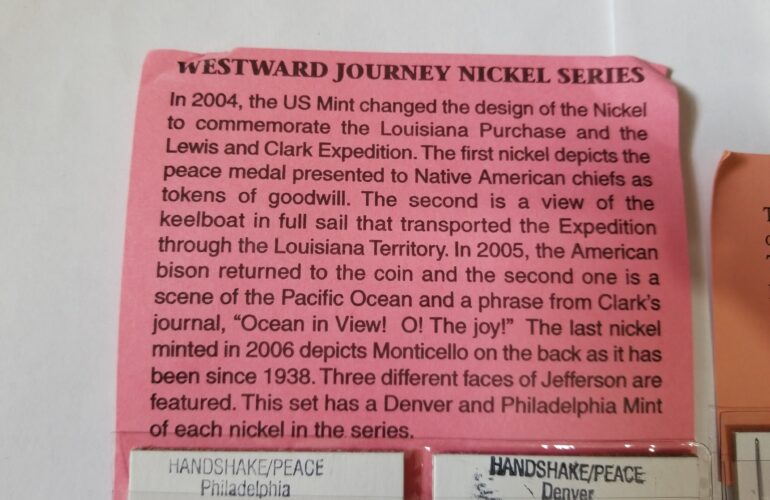 WESTWARD JOURNEY NICKEL SERIES
In 2004, the US Mint changed the design of the Nickel
to commemorate the Louisiana Purchase and the
Lewis and Clark Expedition. The first nickel depicts the
peace medal presented to Native American chiefs as
tokens of goodwill. The second is a view of the
keelboat in full sail that transported the Expedition
through the Louisiana Territory. In 2005, the American
bison returned to the coin and the second one is a
scene of the Pacific Ocean and a phrase from Clark's
journal, “Ocean in View! O! The joy!” The last nickel
minted in 2006 depicts Monticello on the back as it has
been since 1938. Three different faces of Jefferson are
featured. This set has a Denver and Philadelphia Mint
of each nickel in the series.
HANDSHAKE/PEACE
Philadelphia
HANDSHAKE/PEACE
Denver